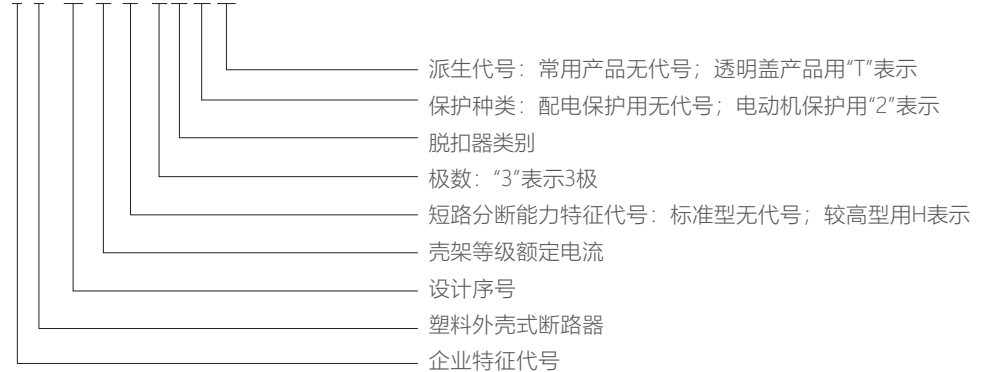 派生代号：常用产品无代号；透明盖产品用“T”表示
保护种类：配电保护用无代号；电动机保护用“2”表示
脱扣器类别
极数：“3”表示3极
短路分断能力特征代号：标准型无代号；较高型用H表示
壳架等级额定电流
设计序号
塑料外壳式断路器
企业特征代号